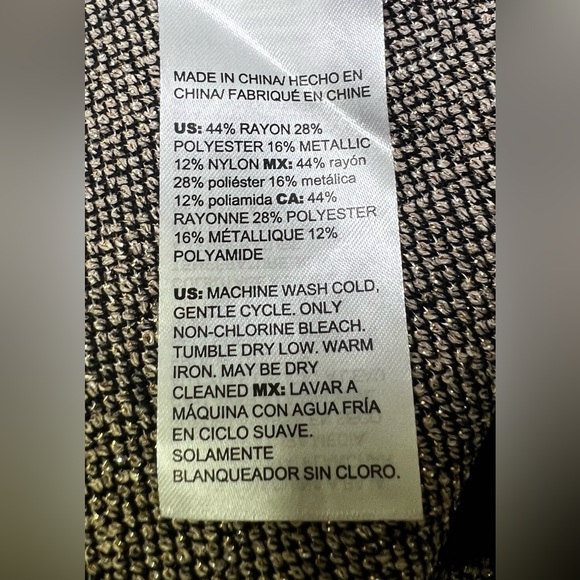 MADE IN CHINA/ HECHO EN
CHINA/ FABRIQUÉ EN CHINE
US: 44% RAYON 28%
POLYESTER 16% METALLIC
12% NYLON MX: 44% rayón
28% poliéster 16% metálica
12% poliamida CA: 44%
RAYONNE 28% POLYESTER
16% MÉTALLIQUE 12%
POLYAMIDE
US: MACHINE WASH COLD,
GENTLE CYCLE. ONLY
NON-CHLORINE BLEACH.
TUMBLE DRY LOW. WARM
IRON. MAY BE DRY
CLEANED MX: LAVAR A
MÁQUINA CON AGUA FRÍA
EN CICLO SUAVE.
SOLAMENTE
BLANQUEADOR SIN CLORO.